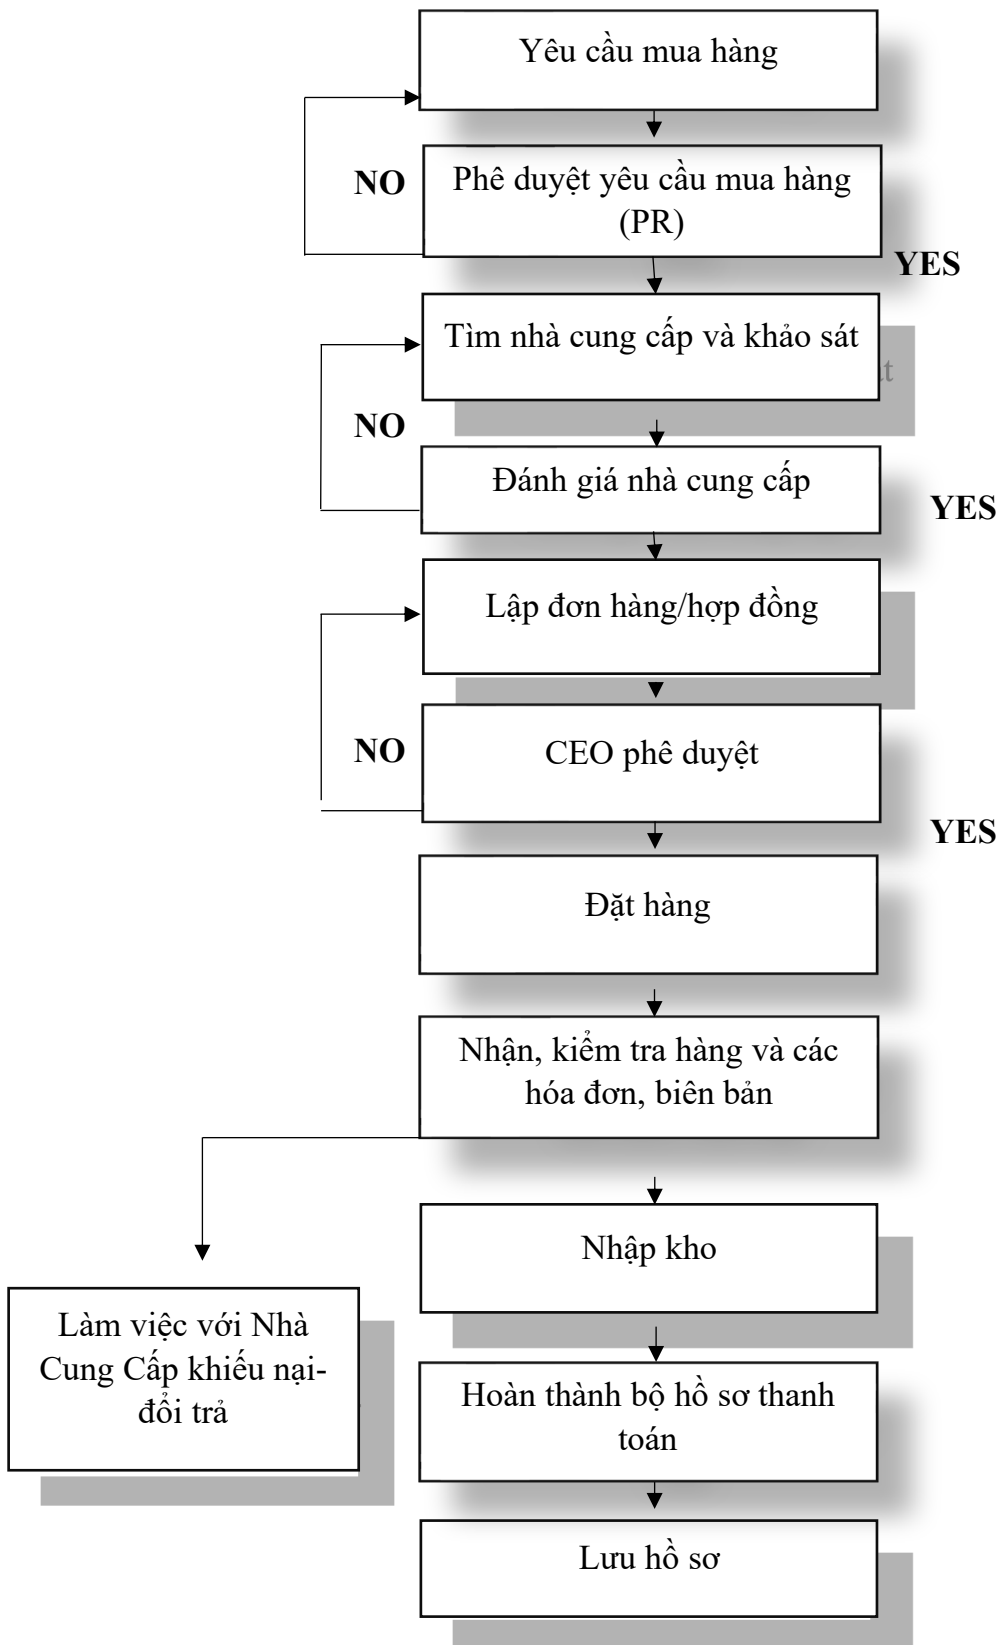 Yêu cầu mua hàng
NO
Phê duyệt yêu cầu mua hàng
(PR)
YES
Tìm nhà cung cấp và khảo sát
NO
Đánh giá nhà cung cấp
YES
Lập đơn hàng/hợp đồng
NO
CEO phê duyệt
YES
Đặt hàng
Nhận, kiểm tra hàng và các
hóa đơn, biên bản
Nhập kho
Làm việc với Nhà
Cung Cấp khiếu nại-
đổi trả
Hoàn thành bộ hồ sơ thanh
toán
Lưu hồ sơ